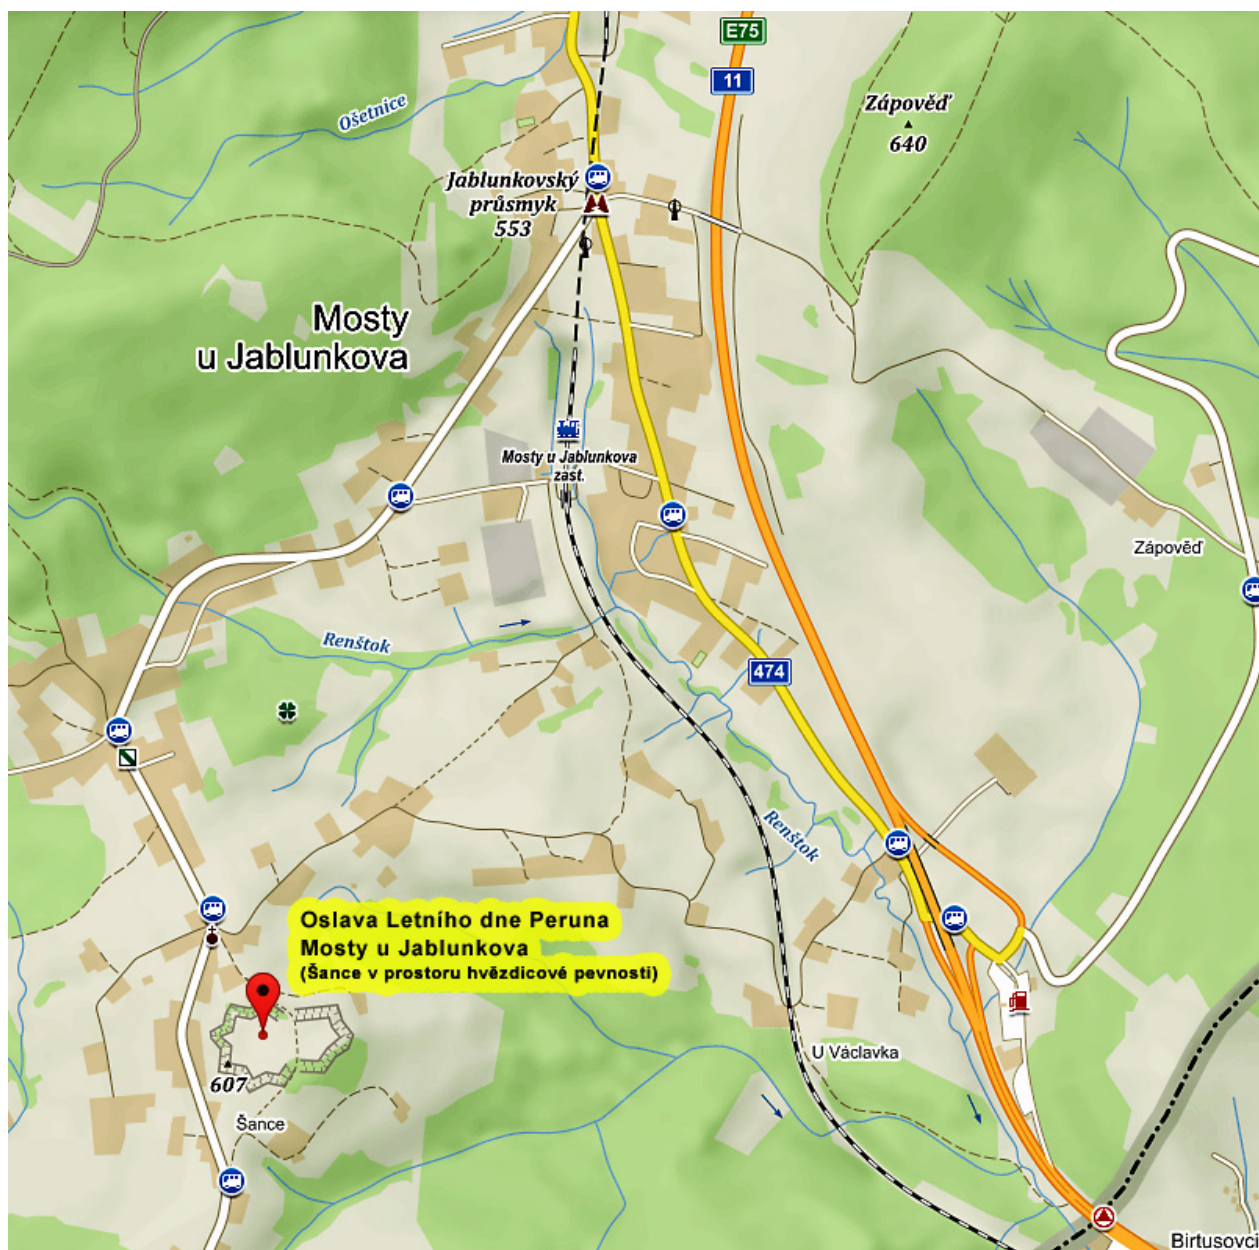 E75
11
Zápověď
640
Ošetnice
Jablunkovský
průsmyk
553
Mosty
u Jablunkova
Mosty u Jablunkova
zast.
Zápověď
Renštok
474
Renštok
Oslava Letního dne Peruna
Mosty u Jablunkova
(Šance v prostoru hvězdicové pevnosti)
U Václavka
607
Šance
Birtusovci